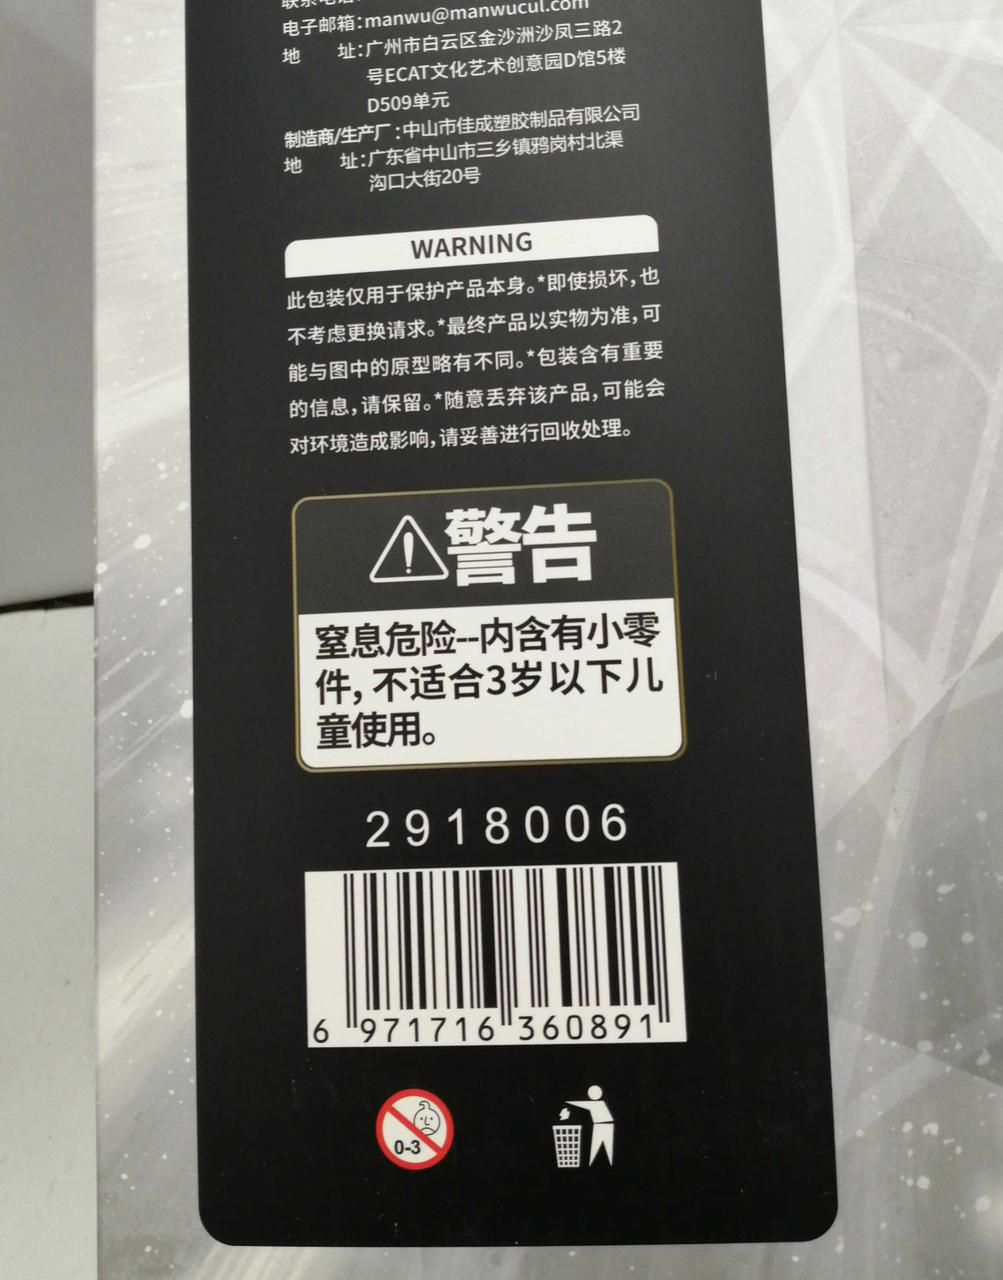 联系电话:
电子邮箱:manwu@manwucul.com
地 址:广州市白云区金沙洲沙凤三路2
号ECAT文化艺术创意园D馆5楼
D509单元
制造商/生产厂:中山市佳成塑胶制品有限公司
地 址:广东省中山市三乡镇鸦岗村北渠
沟口大街20号
WARNING
此包装仅用于保护产品本身。*即使损坏,也
不考虑更换请求。*最终产品以实物为准,可
能与图中的原型略有不同。*包装含有重要
的信息,请保留。*随意丢弃该产品,可能会
对环境造成影响,请妥善进行回收处理。
警告
窒息危险--内含有小零
件,不适合3岁以下儿
童使用。
2918006
6 971716 360891
0-3